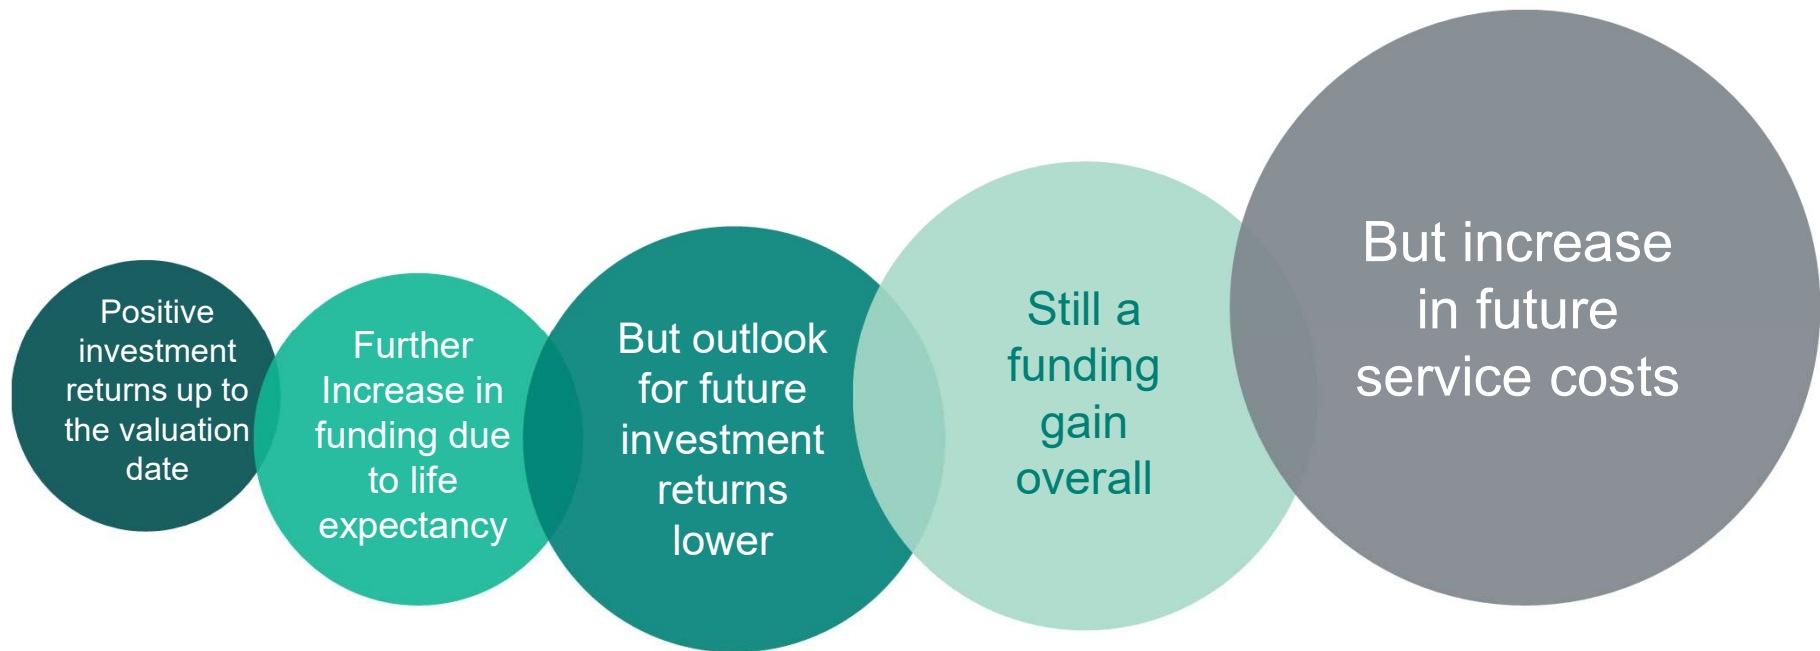 Positive
investment
returns up to
the valuation
date
Further
Increase in
funding due
to life
expectancy
But outlook
for future
investment
returns
lower
Still a
funding
gain
overall
But increase
in future
service costs